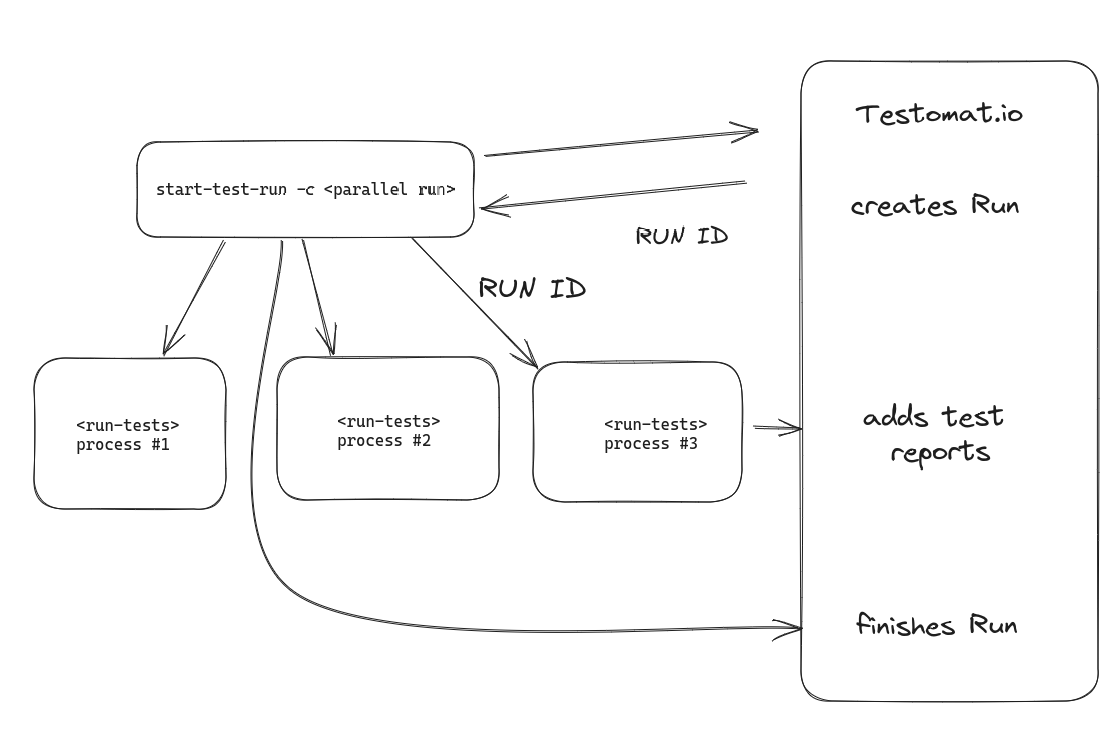 Testomat.io
start-test-run -c <parallel run>
creates Run
RUN ID
RUN ID
<run-tests>
process #1
<run-tests>
process #2
<run-tests>
process #3
adds test
reports
finishes Run